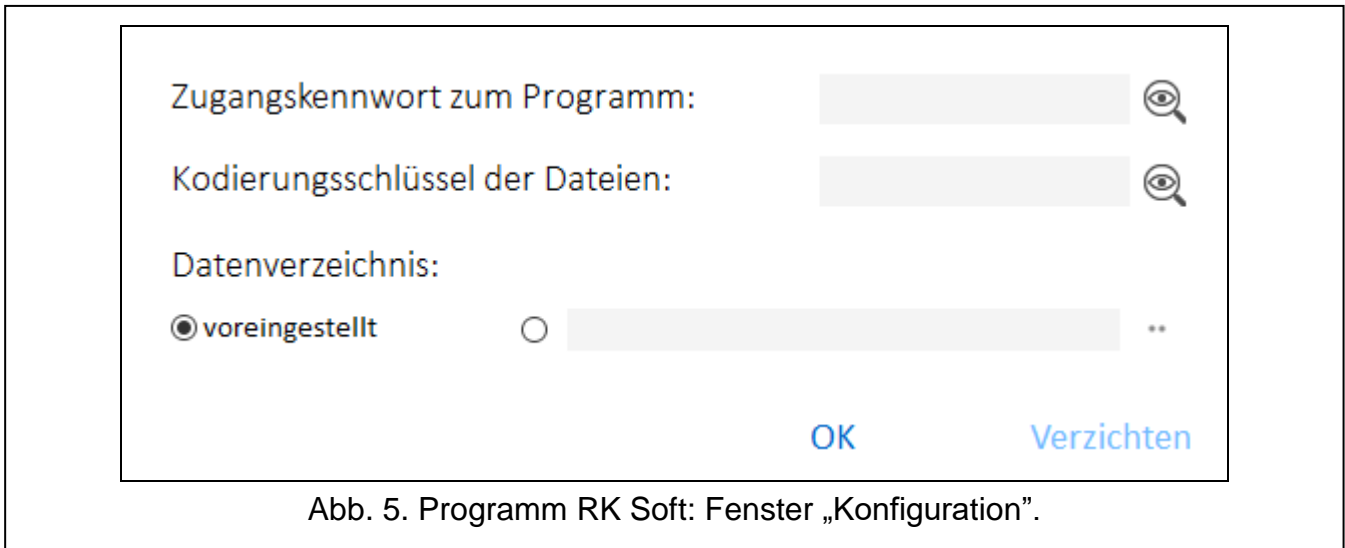 Zugangskennwort zum Programm:
Kodierungsschlüssel der Dateien:
Datenverzeichnis:
voreingestellt
OK Verzichten
Abb. 5. Programm RK Soft: Fenster „Konfiguration”.